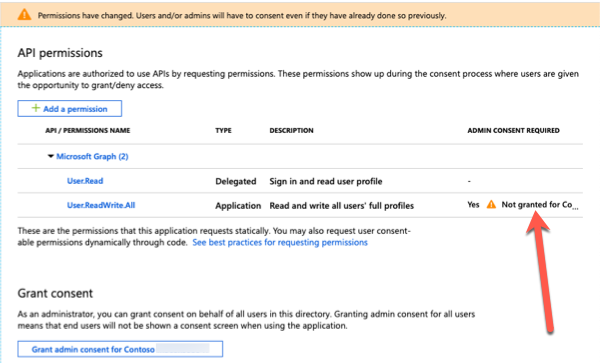 Permissions have changed. Users and/or admins will have to consent even if they have already done so previously.
API permissions
Applications are authorized to use APIs by requesting permissions. These permissions show up during the consent process where users are given
the opportunity to grant/deny access.
+ Add a permission
API / PERMISSIONS NAME TYPE DESCRIPTION ADMIN CONSENT REQUIRED
Microsoft Graph (2)
User.Read Delegated Sign in and read user profile -
User.ReadWrite.All Application Read and write all users' full profiles Yes Not granted for Co...
These are the permissions that this application requests statically. You may also request user consent-
able permissions dynamically through code. See best practices for requesting permissions
Grant consent
As an administrator, you can grant consent on behalf of all users in this directory. Granting admin consent for all users
means that end users will not be shown a consent screen when using the application.
Grant admin consent for Contoso